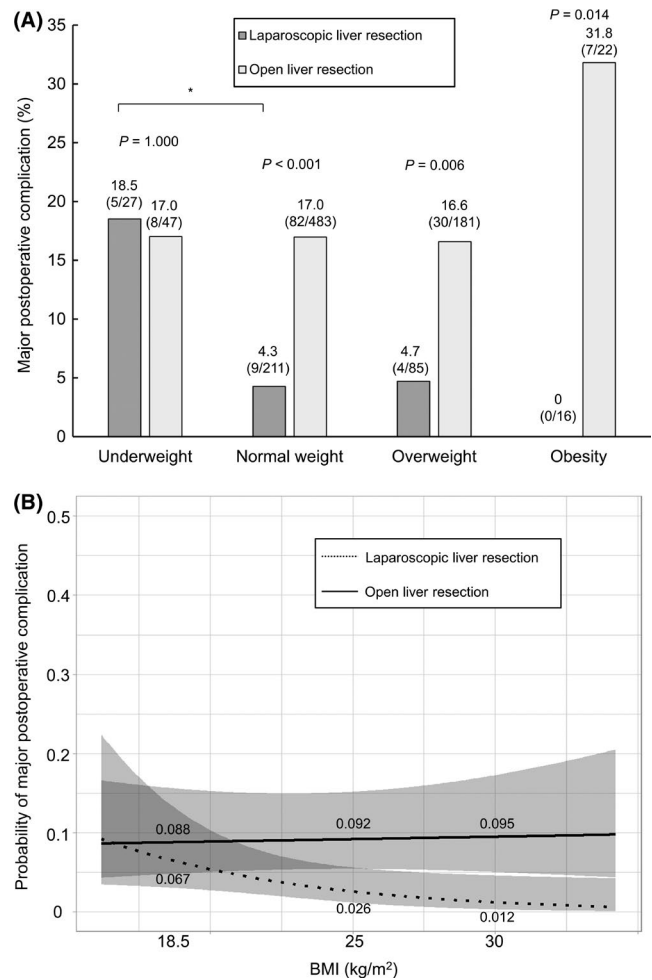 (A)
Major postoperative complication (%)
35
30
25
20
15
10
5
0
Laparoscopic liver resection
Open liver resection
*
P = 1.000
18.5
(5/27)
17.0
(8/47)
P < 0.001
4.3
(9/211)
17.0
(82/483)
P = 0.006
4.7
(4/85)
16.6
(30/181)
P = 0.014
0
(0/16)
31.8
(7/22)
Underweight
Normal weight
Overweight
Obesity
(B)
Probability of major postoperative complication
0.5
0.4
0.3
0.2
0.1
0
Laparoscopic liver resection
Open liver resection
0.088
0.092
0.095
0.067
0.026
0.012
18.5
25
30
BMI (kg/m²)